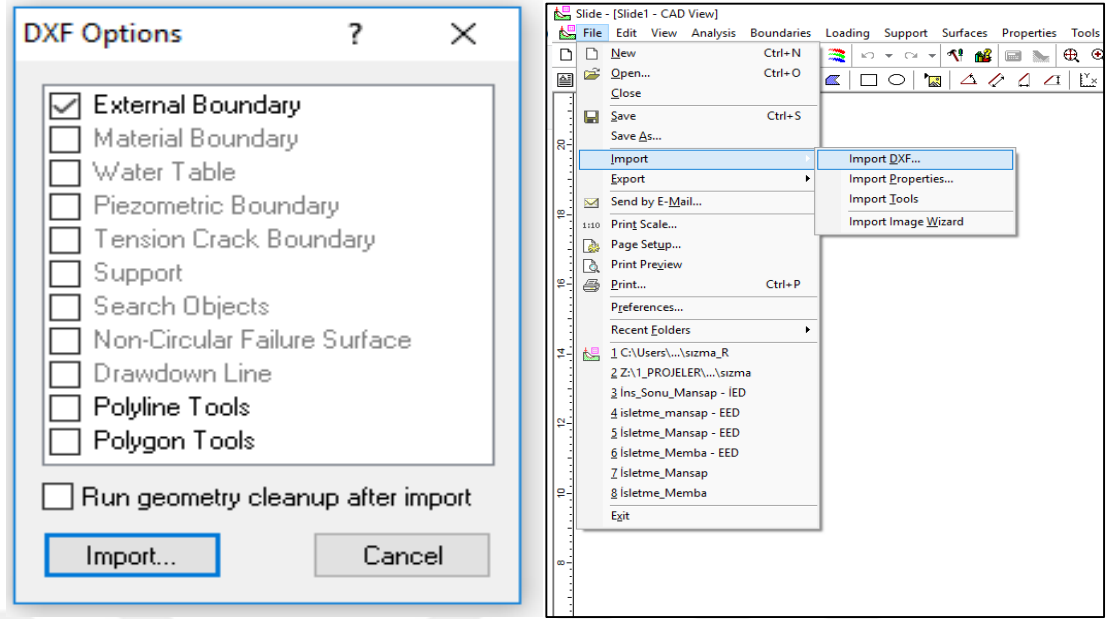 DXF Options ? ×
External Boundary
Material Boundary
Water Table
Piezometric Boundary
Tension Crack Boundary
Support
Search Objects
Non-Circular Failure Surface
Drawdown Line
Polyline Tools
Polygon Tools
Run geometry cleanup after import
Import... Cancel
Slide - [Slide1 - CAD View]
File Edit View Analysis Boundaries Loading Support Surfaces Properties Tools
New Ctrl+N
Open... Ctrl+O
Close
Save Ctrl+S
Save As...
Import
Export
Send by E-Mail...
1:10 Print Scale...
Page Setup...
Print Preview
Print... Ctrl+P
Preferences...
Recent Folders
1 C:\Users\...\sızma_R
2 Z:\1_PROJELER\...\sızma
3 İns_Sonu_Mansap - İED
4 isletme_mansap - EED
5 İsletme_Mansap - EED
6 İsletme_Memba - EED
7 İsletme_Mansap
8 İsletme_Memba
Exit
Import DXF...
Import Properties...
Import Tools
Import Image Wizard
20
18
16
14
12
10
8